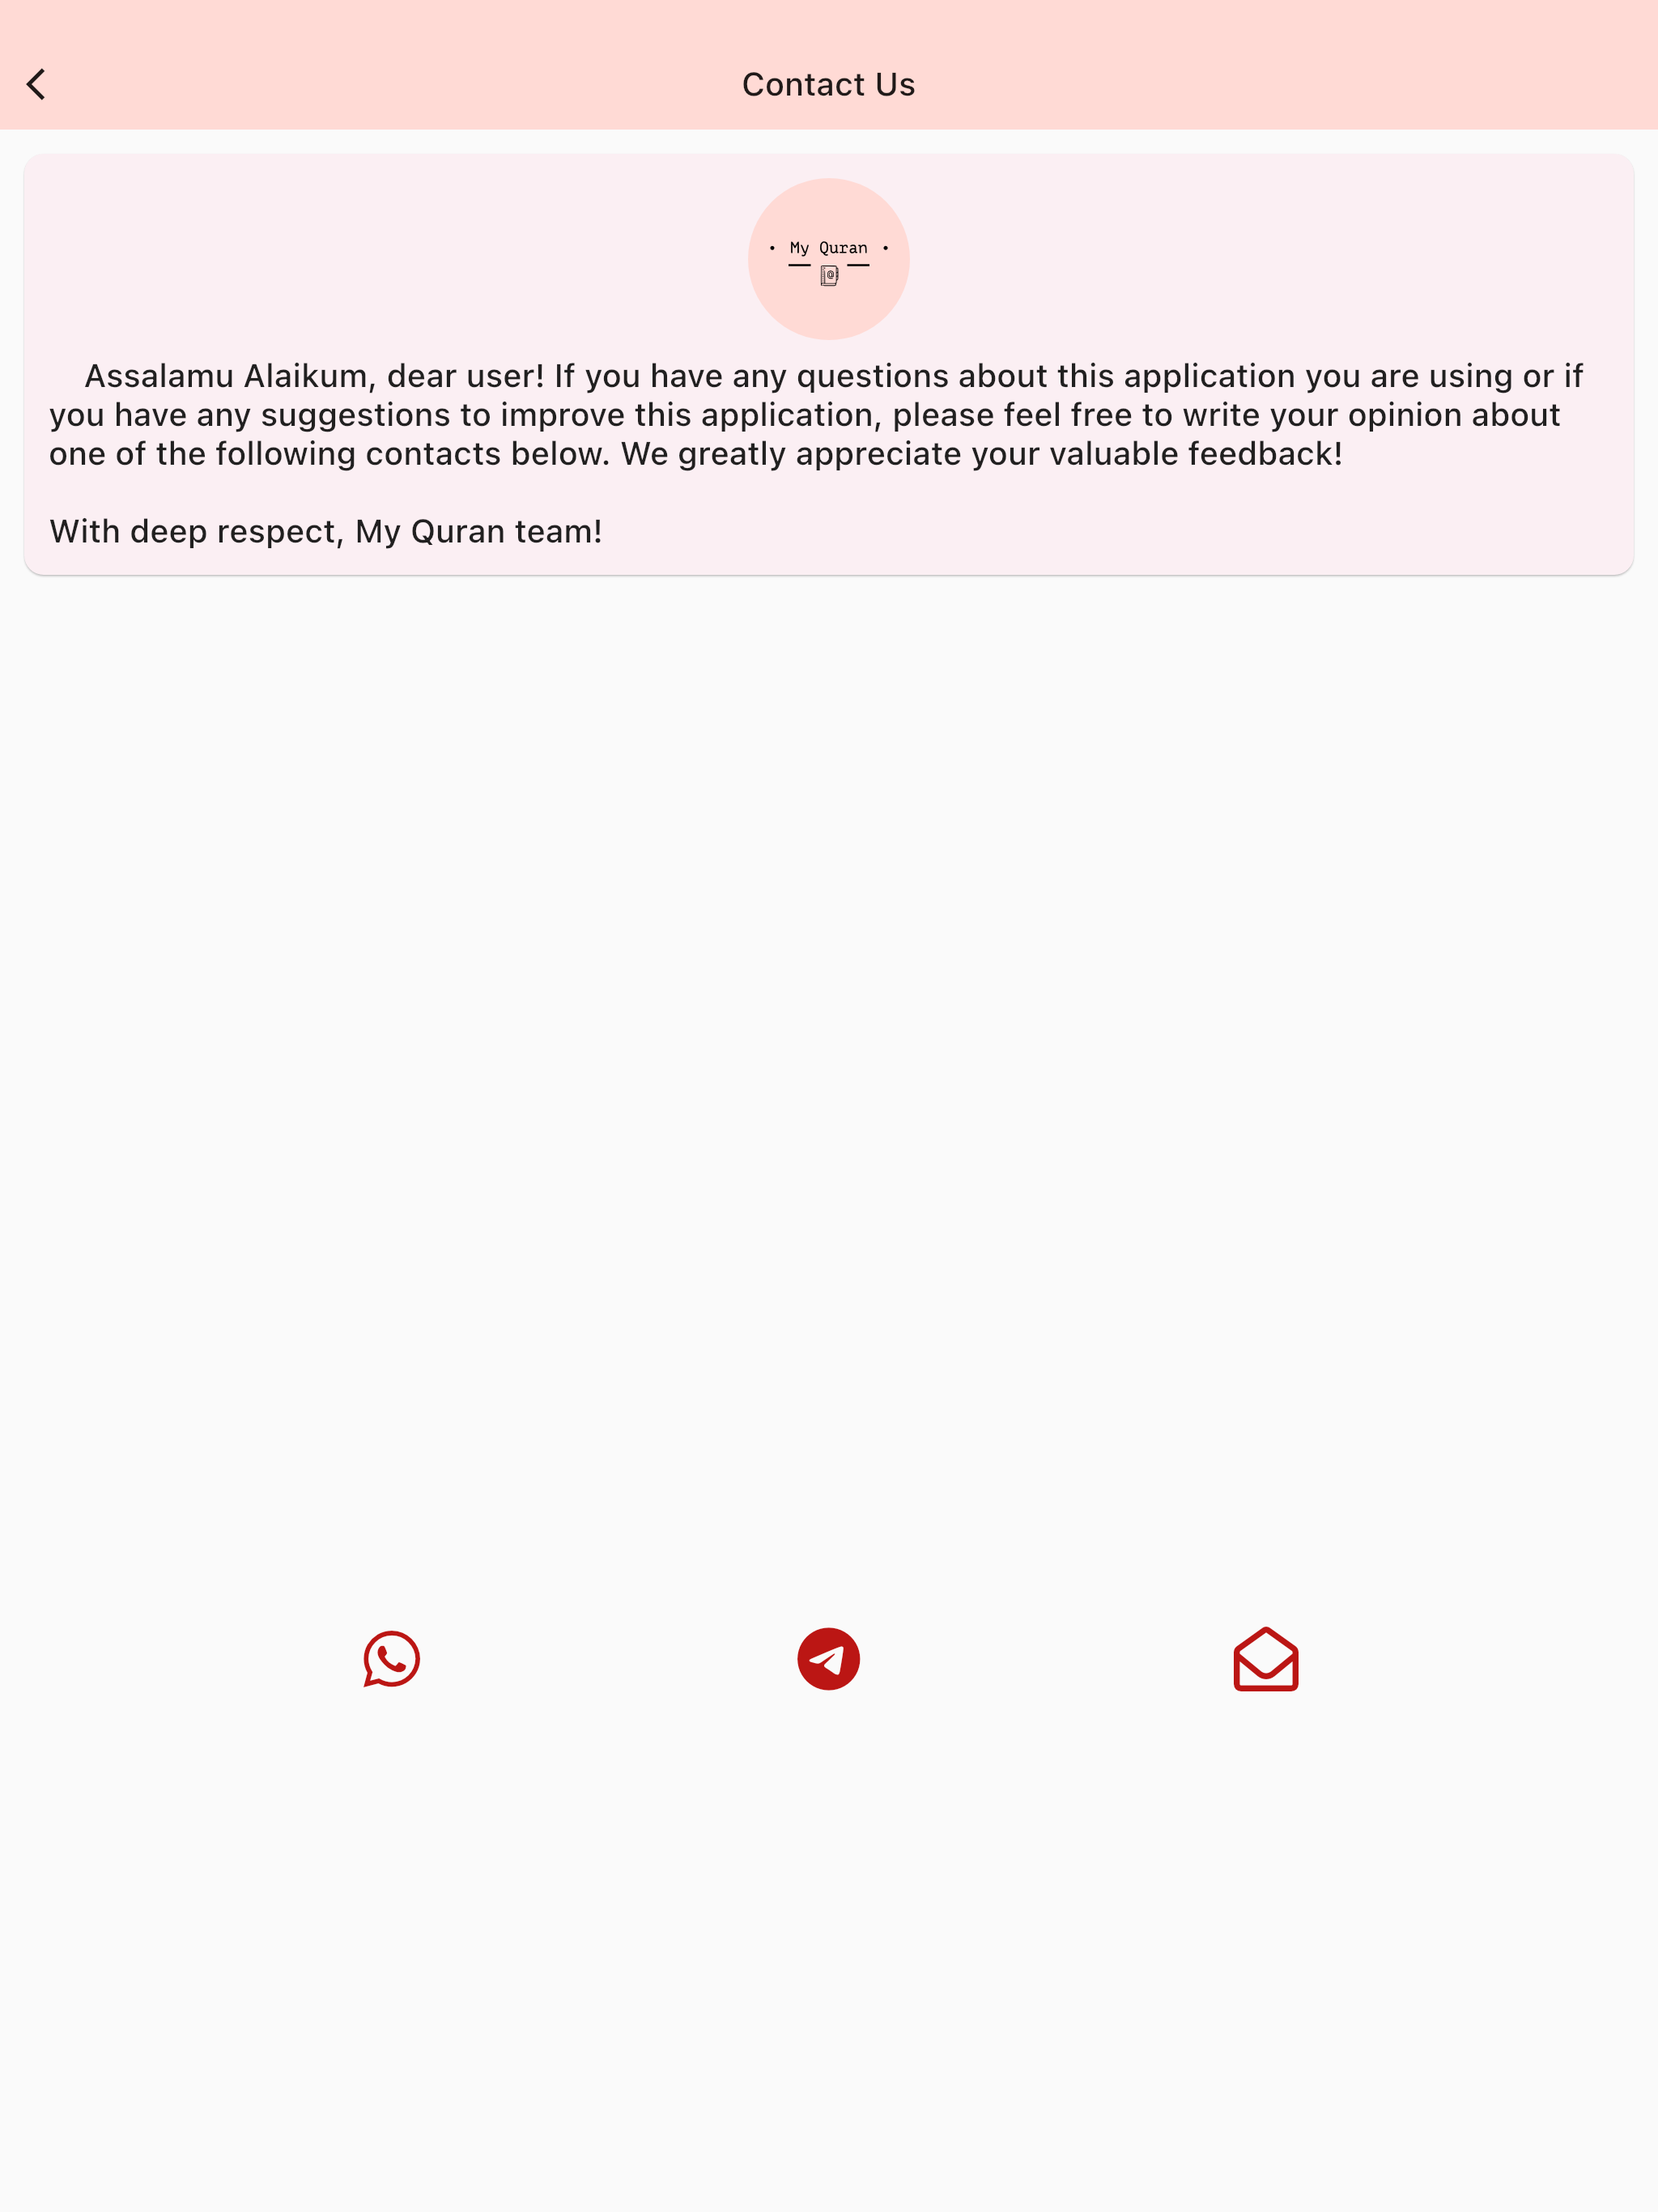 Contact Us
• My Quran •
Assalamu Alaikum, dear user! If you have any questions about this application you are using or if
you have any suggestions to improve this application, please feel free to write your opinion about
one of the following contacts below. We greatly appreciate your valuable feedback!
With deep respect, My Quran team!